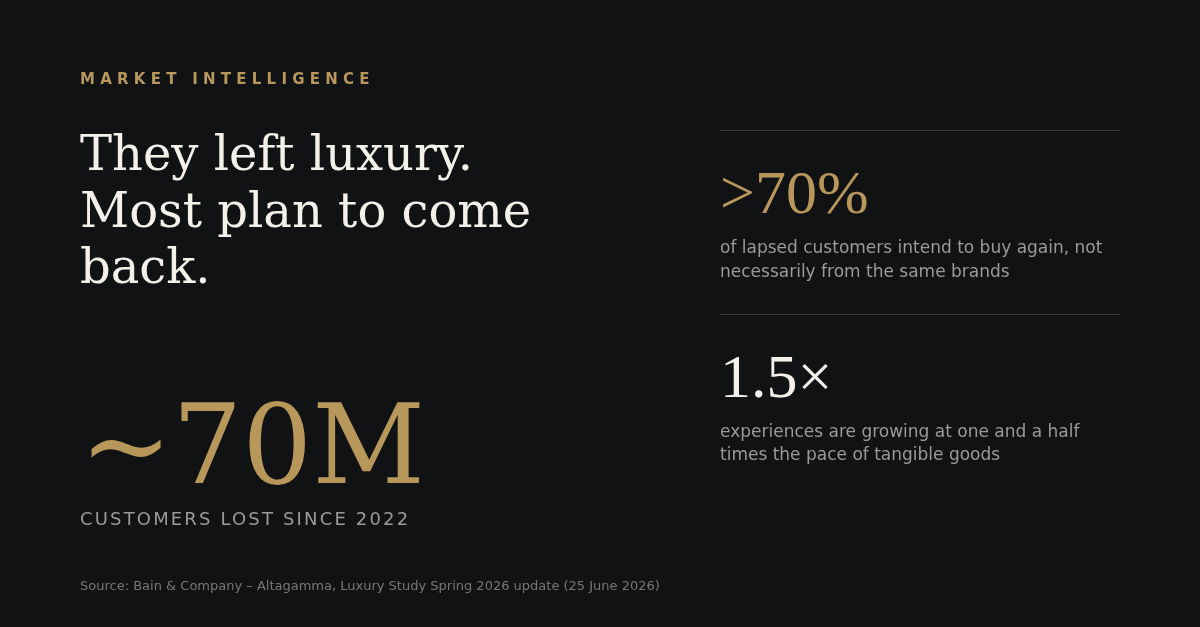 MARKET INTELLIGENCE
They left luxury.
Most plan to come
back.
~70M
CUSTOMERS LOST SINCE 2022
>70%
of lapsed customers intend to buy again, not
necessarily from the same brands
1.5×
experiences are growing at one and a half
times the pace of tangible goods
Source: Bain & Company – Altagamma, Luxury Study Spring 2026 update (25 June 2026)